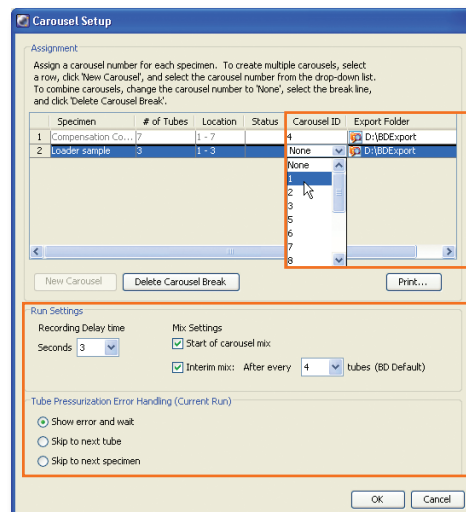 Carousel Setup
Assignment
Assign a carousel number for each specimen. To create multiple carousels, select
a row, click 'New Carousel', and select the carousel number from the drop-down list.
To combine carousels, change the carousel number to 'None', select the break line,
and click 'Delete Carousel Break'.
Specimen # of Tubes Location Status Carousel ID Export Folder
1 Compensation Co... 7 1 - 7 4 D:\BDExport
2 Loader sample 3 1 - 3 None D:\BDExport
None
1
2
3
5
6
7
8
New Carousel Delete Carousel Break Print...
Run Settings
Recording Delay time Mix Settings
Seconds 3 Start of carousel mix
Interim mix: After every 4 tubes (BD Default)
Tube Pressurization Error Handling (Current Run)
Show error and wait
Skip to next tube
Skip to next specimen
OK Cancel